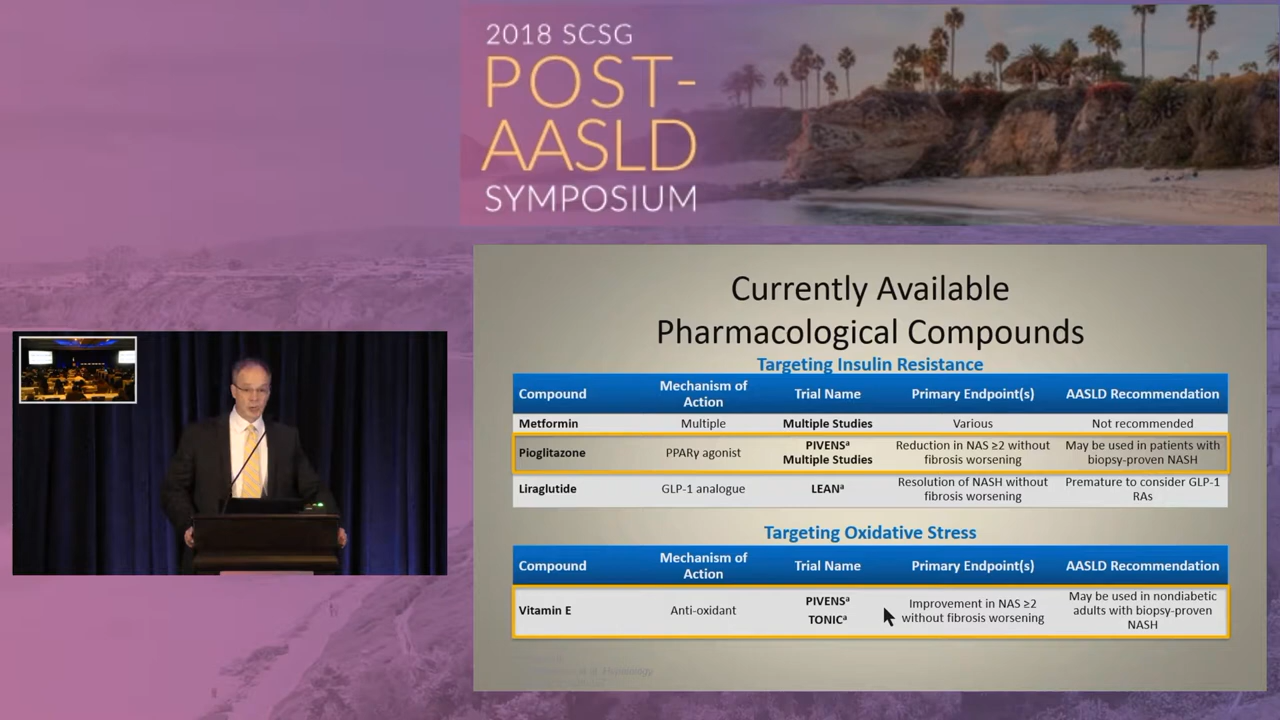 2018 SCSG
POST-
AASLD
SYMPOSIUM
Currently Available
Pharmacological Compounds
Targeting Insulin Resistance
Compound Mechanism of Action Trial Name Primary Endpoint(s) AASLD Recommendation
Metformin Multiple Multiple Studies Various Not recommended
Pioglitazone PPARγ agonist PIVENSᵃ Multiple Studies Reduction in NAS ≥2 without fibrosis worsening May be used in patients with biopsy-proven NASH
Liraglutide GLP-1 analogue LEANᵃ Resolution of NASH without fibrosis worsening Premature to consider GLP-1 RAs
Targeting Oxidative Stress
Compound Mechanism of Action Trial Name Primary Endpoint(s) AASLD Recommendation
Vitamin E Anti-oxidant PIVENSᵃ TONICᵃ Improvement in NAS ≥2 without fibrosis worsening May be used in nondiabetic adults with biopsy-proven NASH